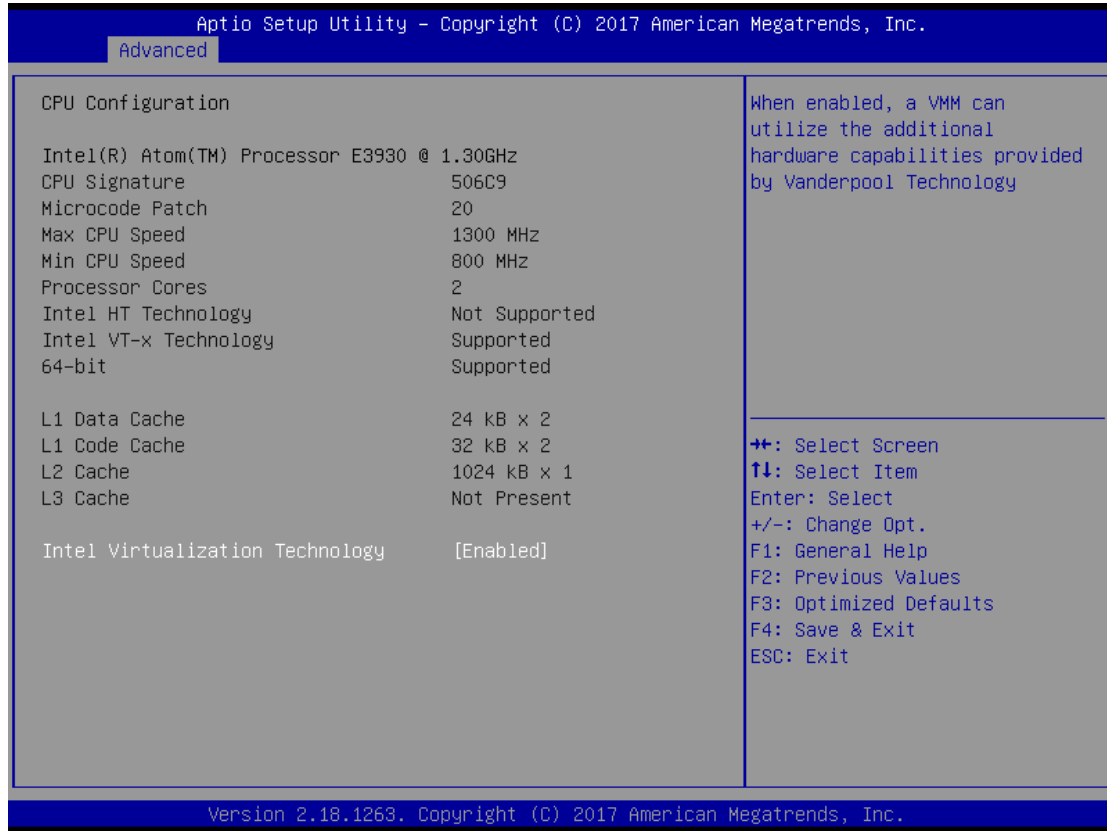 Aptio Setup Utility – Copyright (C) 2017 American Megatrends, Inc.
Advanced
CPU Configuration
Intel(R) Atom(TM) Processor E3930 @ 1.30GHz
CPU Signature 506C9
Microcode Patch 20
Max CPU Speed 1300 MHz
Min CPU Speed 800 MHz
Processor Cores 2
Intel HT Technology Not Supported
Intel VT-x Technology Supported
64-bit Supported
L1 Data Cache 24 kB x 2
L1 Code Cache 32 kB x 2
L2 Cache 1024 kB x 1
L3 Cache Not Present
Intel Virtualization Technology [Enabled]
When enabled, a VMM can
utilize the additional
hardware capabilities provided
by Vanderpool Technology
→←: Select Screen
↑↓: Select Item
Enter: Select
+/-: Change Opt.
F1: General Help
F2: Previous Values
F3: Optimized Defaults
F4: Save & Exit
ESC: Exit
Version 2.18.1263. Copyright (C) 2017 American Megatrends, Inc.